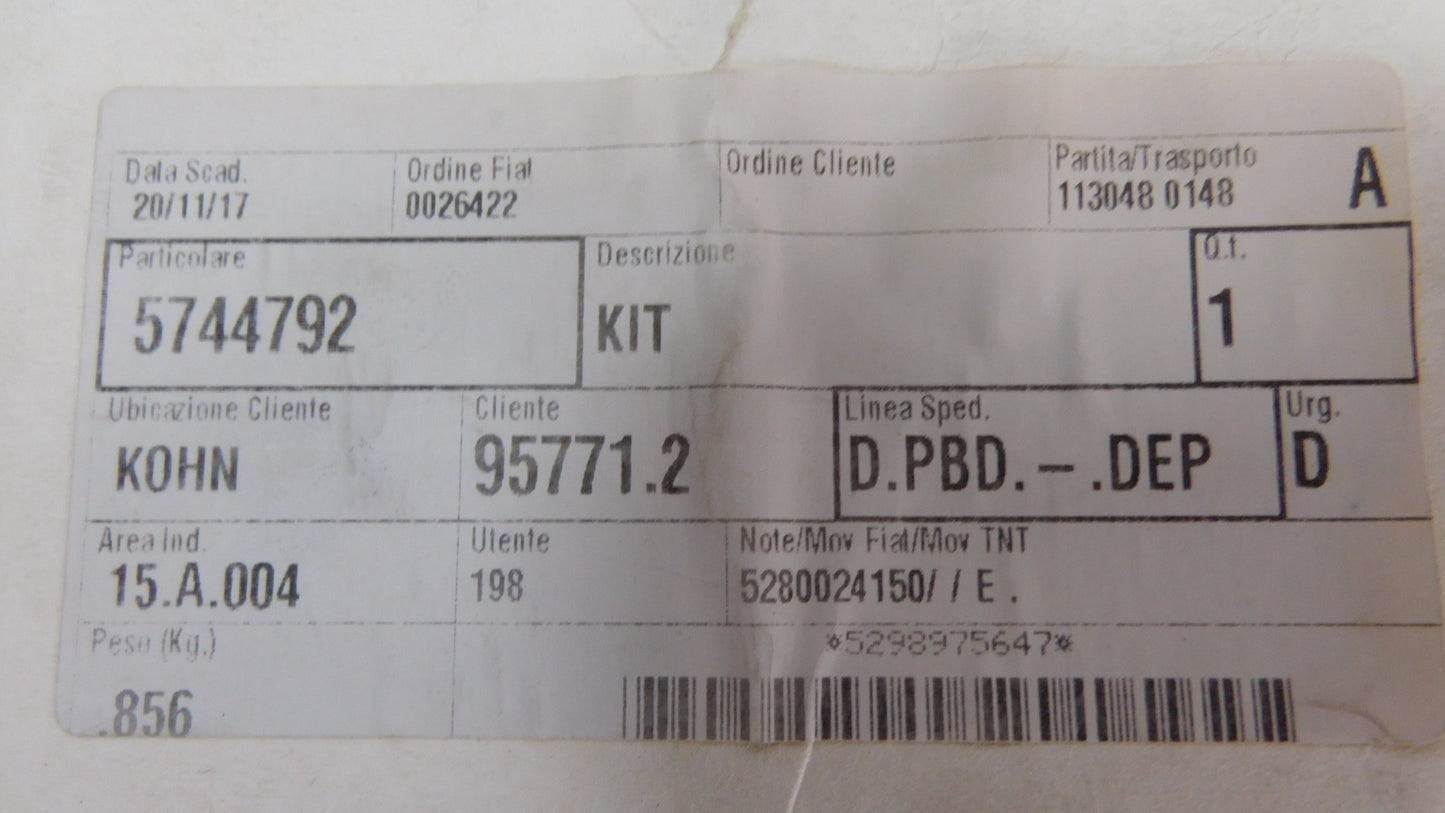 Data Scad. Ordine Fiat Ordine Cliente Partita/Trasporto A
20/11/17 0026422 113048 0148
Particolare Descrizione Q.t.
5744792 KIT 1
Ubicazione Cliente Cliente Linea Sped. Urg.
KOHN 95771.2 D.PBD.-.DEP D
Area Ind. Utente Note/Mov Fiat/Mov TNT
15.A.004 198 5280024150/ / E .
Peso (Kg.) *5298975647*
.856